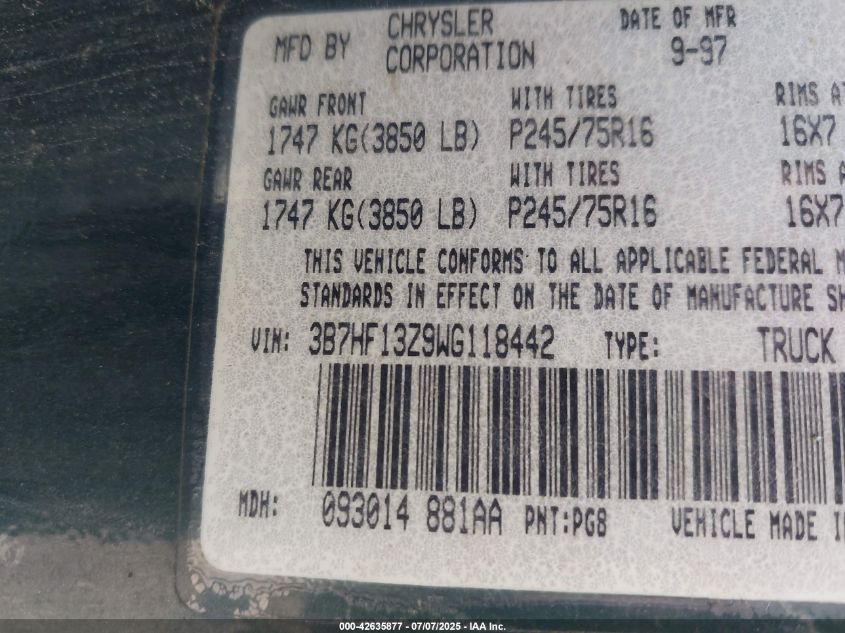 MFD BY CHRYSLER CORPORATION DATE OF MFR 9-97
GAWR FRONT WITH TIRES RIMS
1747 KG(3850 LB) P245/75R16 16X7
GAWR REAR WITH TIRES RIMS
1747 KG(3850 LB) P245/75R16 16X7
THIS VEHICLE CONFORMS TO ALL APPLICABLE FEDERAL
STANDARDS IN EFFECT ON THE DATE OF MANUFACTURE
VIN: 3B7HF13Z9WG118442 TYPE: TRUCK
MDH: 093014 881AA PNT:PG8 VEHICLE MADE
000-42635877 - 07/07/2025 - IAA Inc.